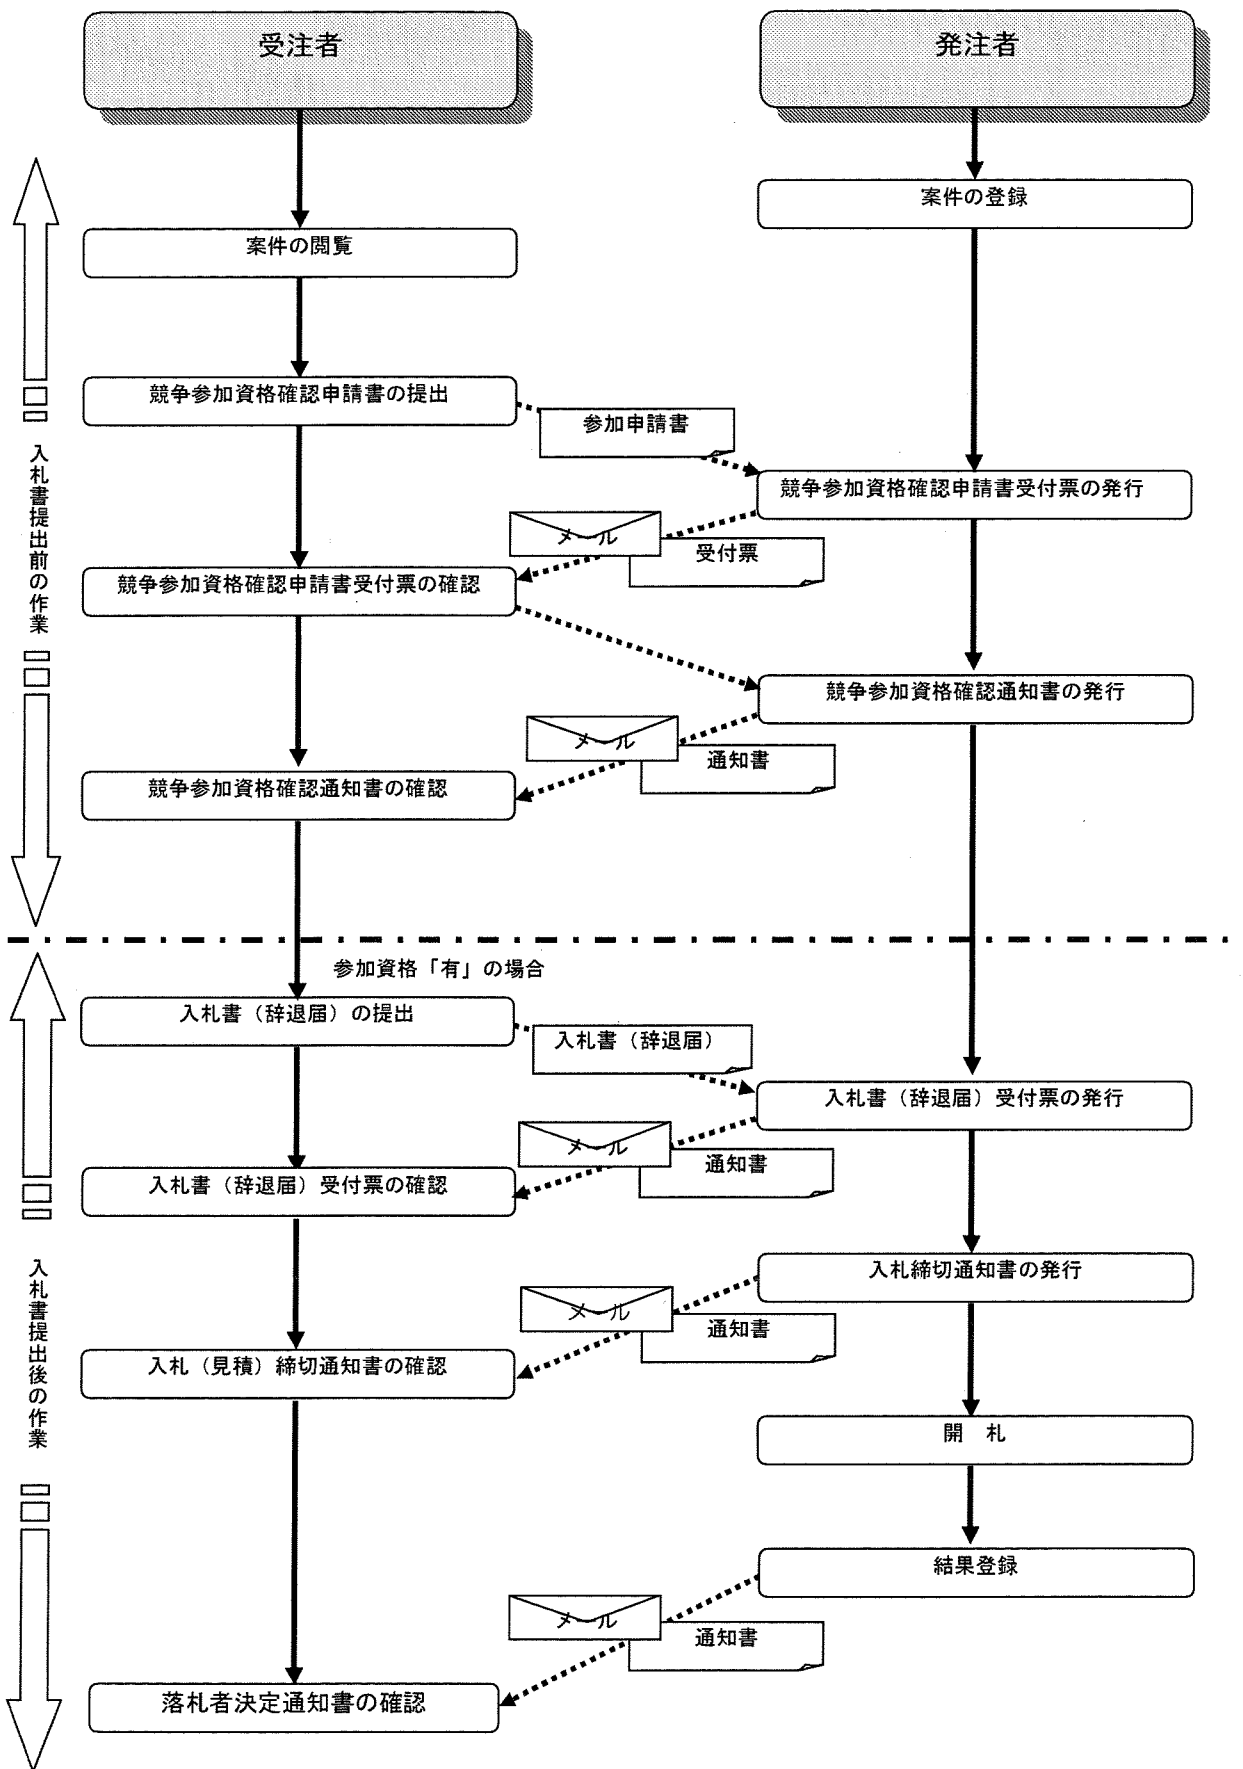 受注者
発注者
案件の登録
案件の閲覧
競争参加資格確認申請書の提出
参加申請書
競争参加資格確認申請書受付票の発行
メール
受付票
競争参加資格確認申請書受付票の確認
競争参加資格確認通知書の発行
メール
通知書
競争参加資格確認通知書の確認
入札書提出前の作業
参加資格「有」の場合
入札書（辞退届）の提出
入札書（辞退届）
入札書（辞退届）受付票の発行
メール
通知書
入札書（辞退届）受付票の確認
入札締切通知書の発行
メール
通知書
入札（見積）締切通知書の確認
開　札
結果登録
メール
通知書
落札者決定通知書の確認
入札書提出後の作業